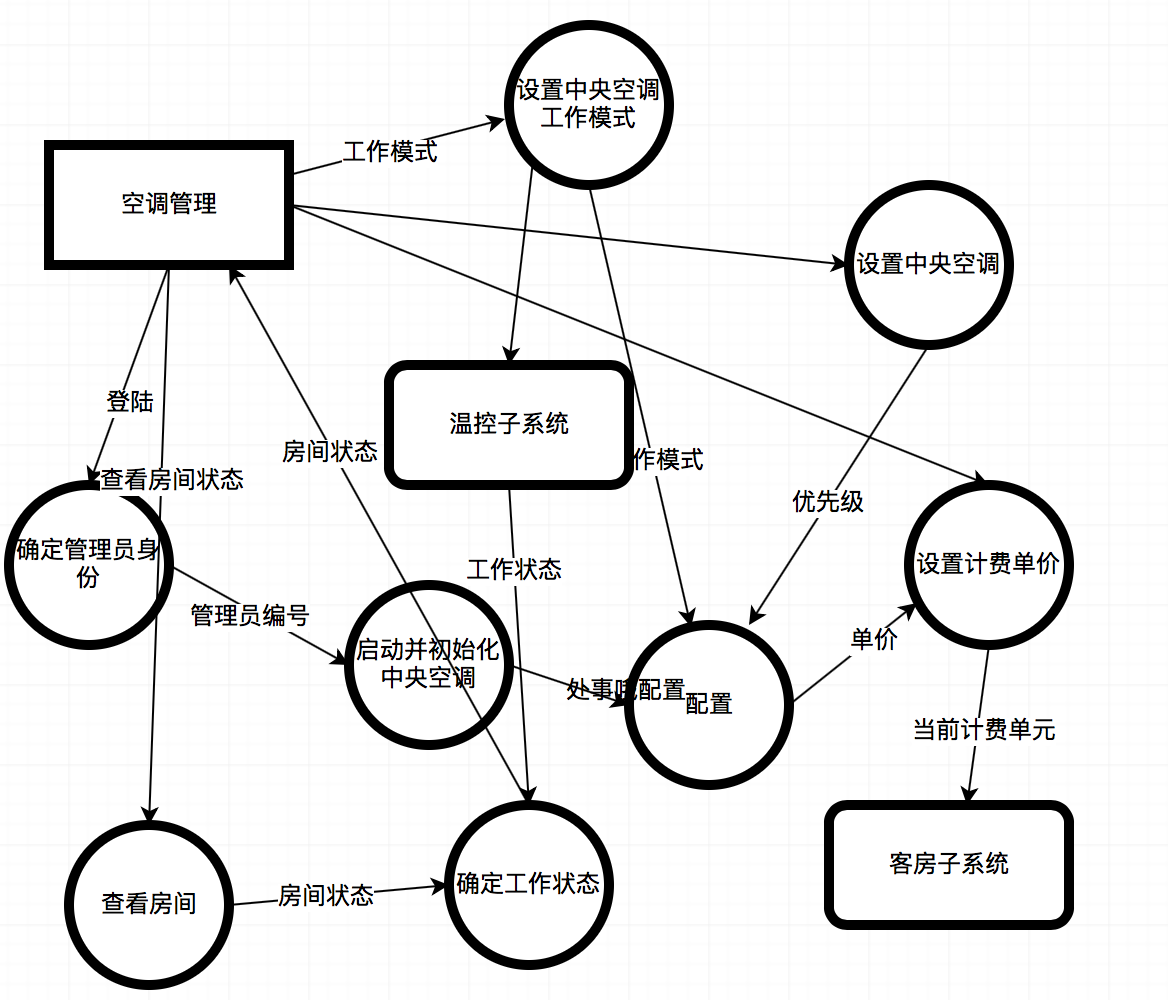 设置中央空调
工作模式
工作模式
空调管理
设置中央空调
登陆
温控子系统
房间状态
作模式
查看房间状态
优先级
确定管理员身
份
工作状态
设置计费单价
管理员编号
启动并初始化
中央空调
单价
处事哦配置
配置
当前计费单元
客房子系统
确定工作状态
房间状态
查看房间